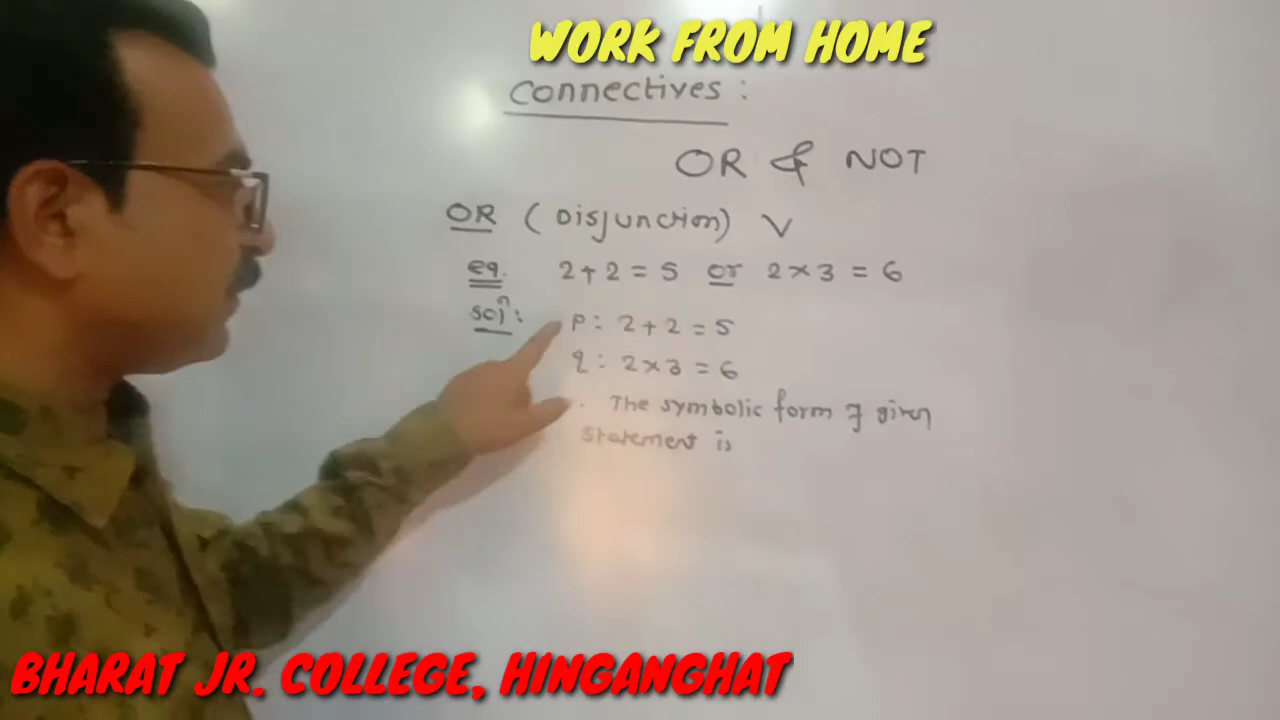 WORK FROM HOME
Connectives :
OR & NOT
OR ( Disjunction) ∨
eg. 2+2 = 5 or 2×3 = 6
Solⁿ: p : 2+2 = 5
q : 2×3 = 6
. The symbolic form of given
statement is
BHARAT JR. COLLEGE, HINGANGHAT